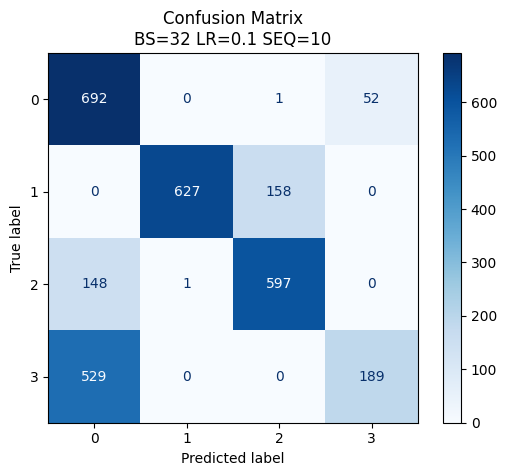 Confusion Matrix
BS=32 LR=0.1 SEQ=10
True label
0 692 0 1 52
1 0 627 158 0
2 148 1 597 0
3 529 0 0 189
0 1 2 3
Predicted label
600
500
400
300
200
100
0